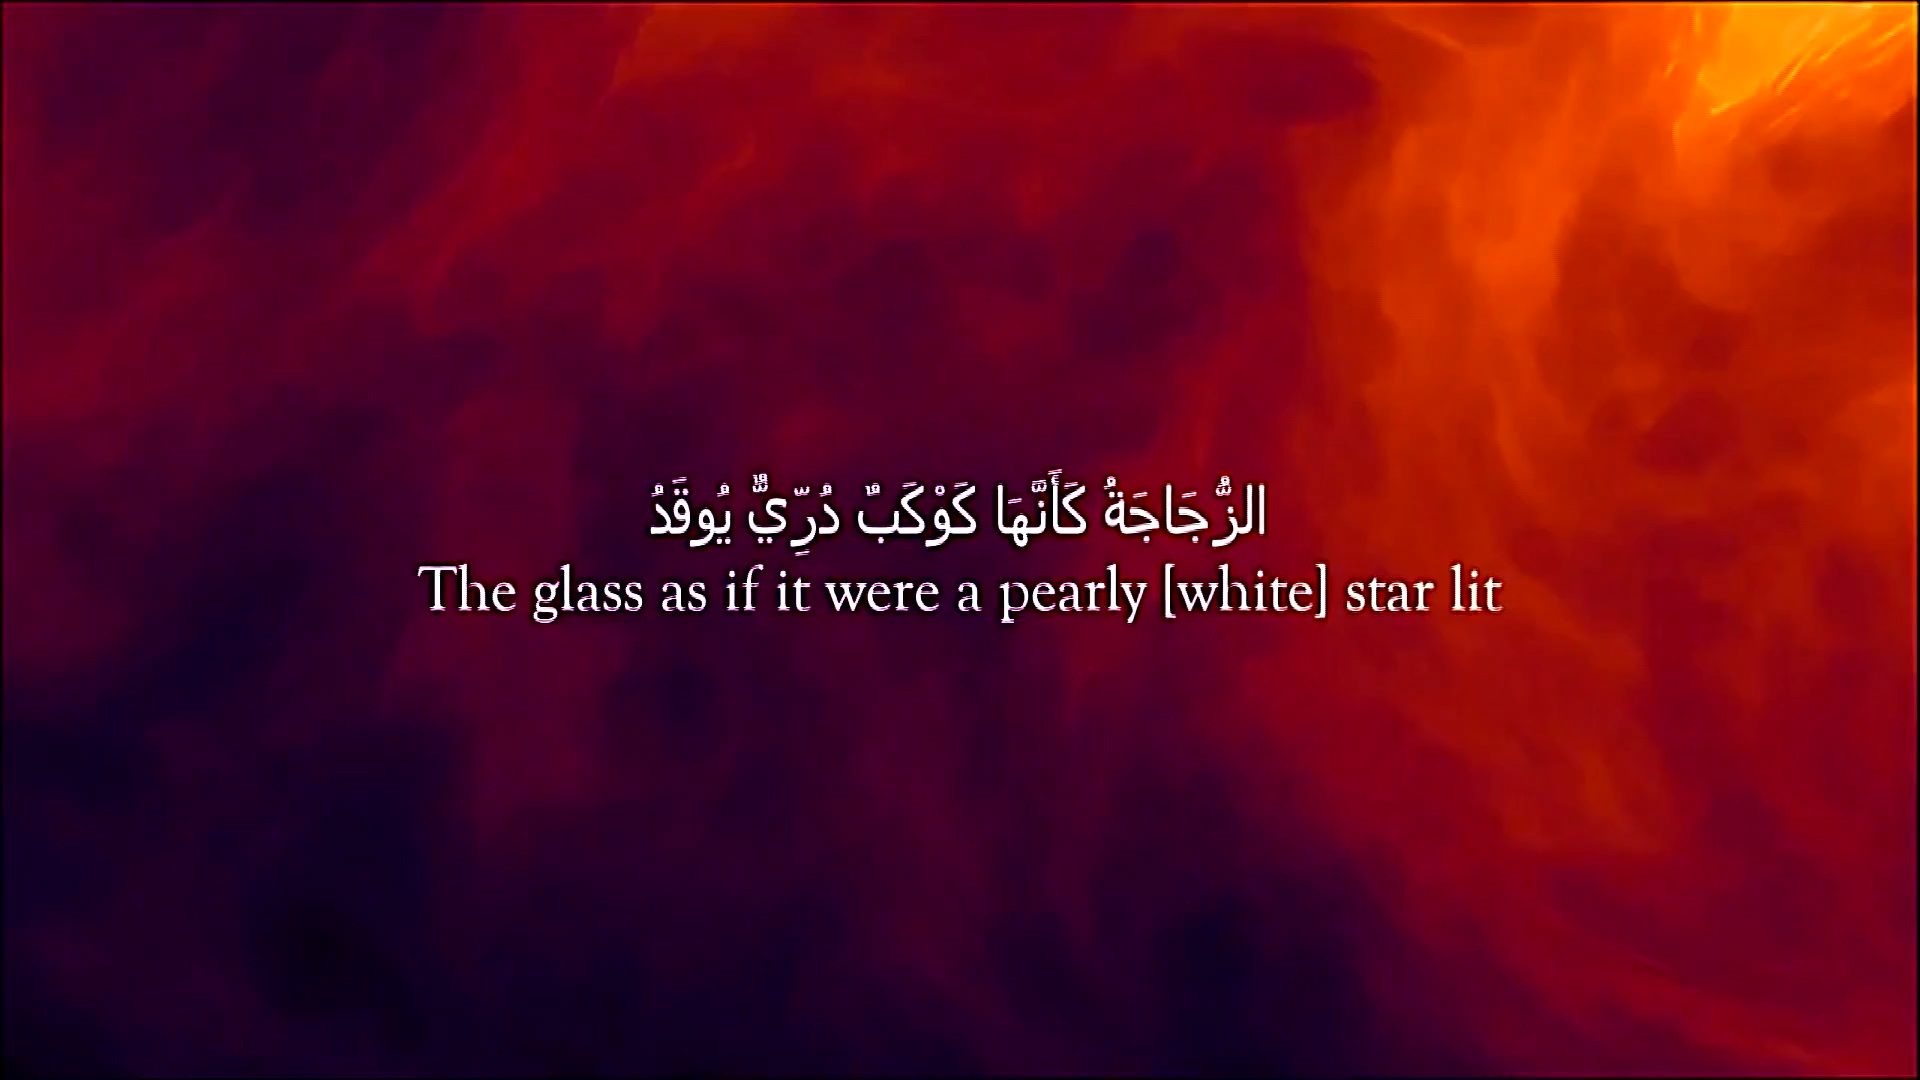 الزُّجَاجَةُ كَأَنَّهَا كَوْكَبٌ دُرِّيٌّ يُوقَدُ
The glass as if it were a pearly [white] star lit